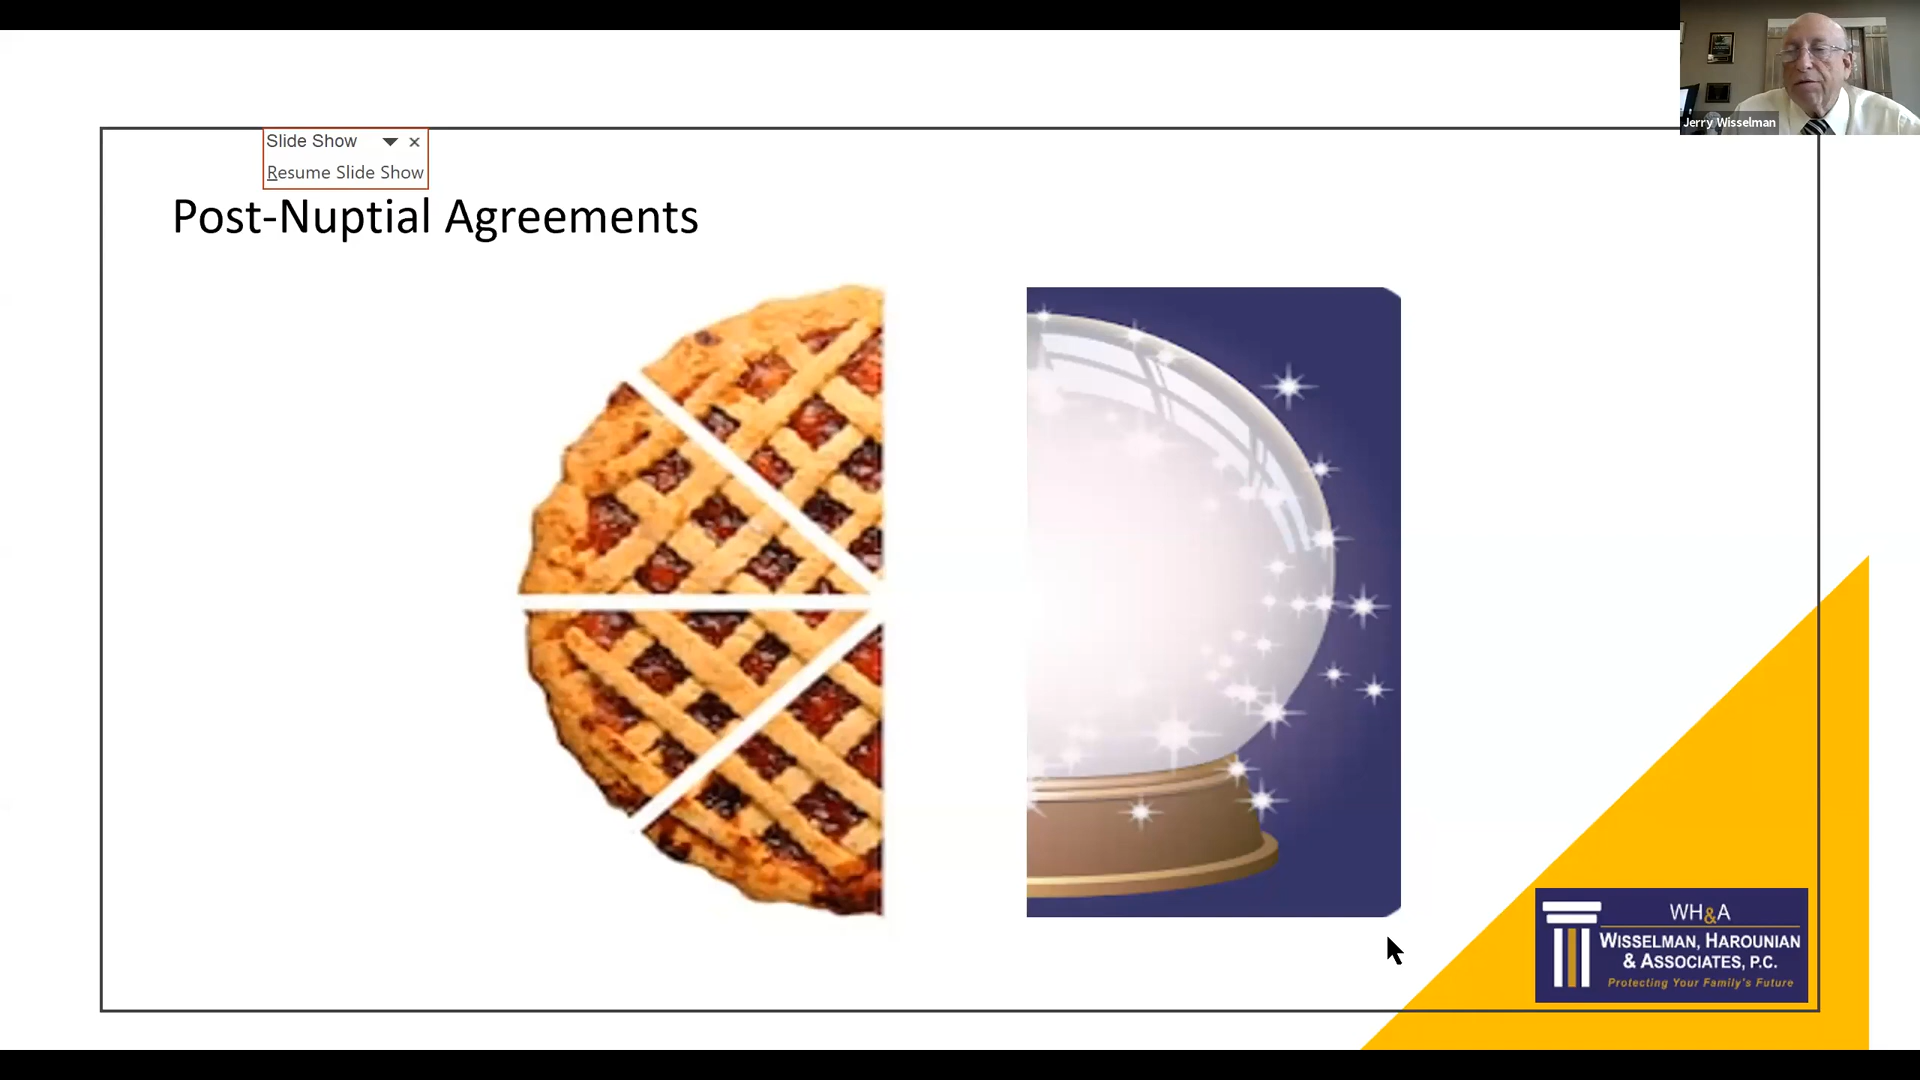 Jerry Wisselman
Slide Show
Resume Slide Show
Post-Nuptial Agreements
WH&A
WISSELMAN, HAROUNIAN
& ASSOCIATES, P.C.
Protecting Your Family's Future